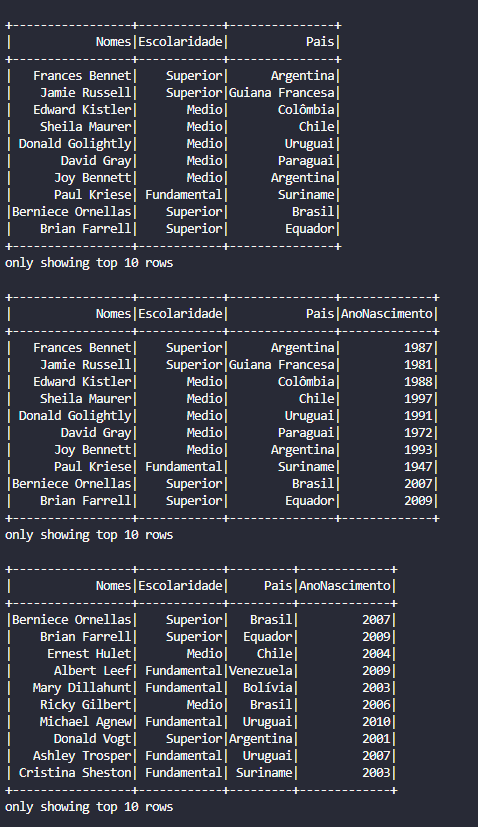 +-----------------+------------+---------------+
|            Nomes|Escolaridade|           Pais|
+-----------------+------------+---------------+
|   Frances Bennet|    Superior|      Argentina|
|    Jamie Russell|    Superior|Guiana Francesa|
|   Edward Kistler|       Medio|       Colômbia|
|    Sheila Maurer|       Medio|          Chile|
| Donald Golightly|       Medio|        Uruguai|
|       David Gray|       Medio|       Paraguai|
|      Joy Bennett|       Medio|      Argentina|
|      Paul Kriese| Fundamental|       Suriname|
|Berniece Ornellas|    Superior|         Brasil|
|    Brian Farrell|    Superior|        Equador|
+-----------------+------------+---------------+
only showing top 10 rows
+-----------------+------------+---------------+-------------+
|            Nomes|Escolaridade|           Pais|AnoNascimento|
+-----------------+------------+---------------+-------------+
|   Frances Bennet|    Superior|      Argentina|         1987|
|    Jamie Russell|    Superior|Guiana Francesa|         1981|
|   Edward Kistler|       Medio|       Colômbia|         1988|
|    Sheila Maurer|       Medio|          Chile|         1997|
| Donald Golightly|       Medio|        Uruguai|         1991|
|       David Gray|       Medio|       Paraguai|         1972|
|      Joy Bennett|       Medio|      Argentina|         1993|
|      Paul Kriese| Fundamental|       Suriname|         1947|
|Berniece Ornellas|    Superior|         Brasil|         2007|
|    Brian Farrell|    Superior|        Equador|         2009|
+-----------------+------------+---------------+-------------+
only showing top 10 rows
+-----------------+------------+---------+-------------+
|            Nomes|Escolaridade|     Pais|AnoNascimento|
+-----------------+------------+---------+-------------+
|Berniece Ornellas|    Superior|   Brasil|         2007|
|    Brian Farrell|    Superior|  Equador|         2009|
|     Ernest Hulet|       Medio|    Chile|         2004|
|      Albert Leef| Fundamental|Venezuela|         2009|
|   Mary Dillahunt| Fundamental|  Bolívia|         2003|
|    Ricky Gilbert|       Medio|   Brasil|         2006|
|    Michael Agnew| Fundamental|  Uruguai|         2010|
|      Donald Vogt|    Superior|Argentina|         2001|
|   Ashley Trosper| Fundamental|  Uruguai|         2007|
| Cristina Sheston| Fundamental| Suriname|         2003|
+-----------------+------------+---------+-------------+
only showing top 10 rows